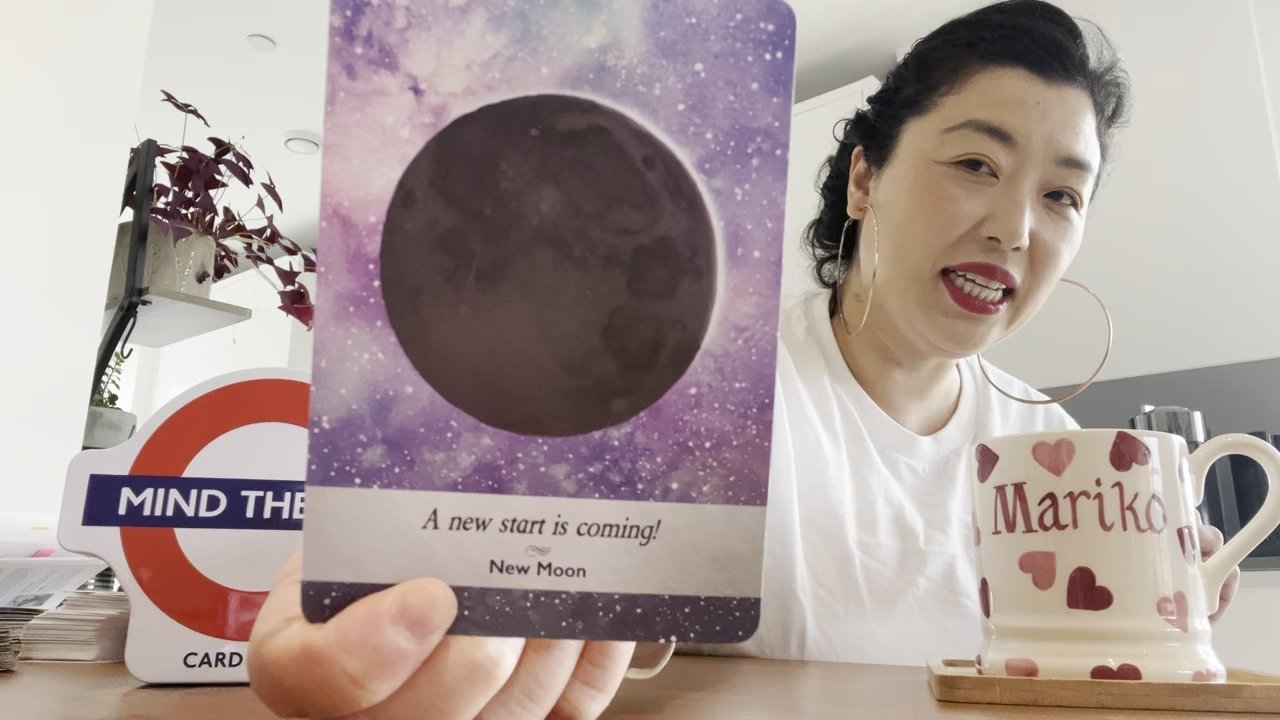 MIND THE
CARD
A new start is coming!
New Moon
Mariko